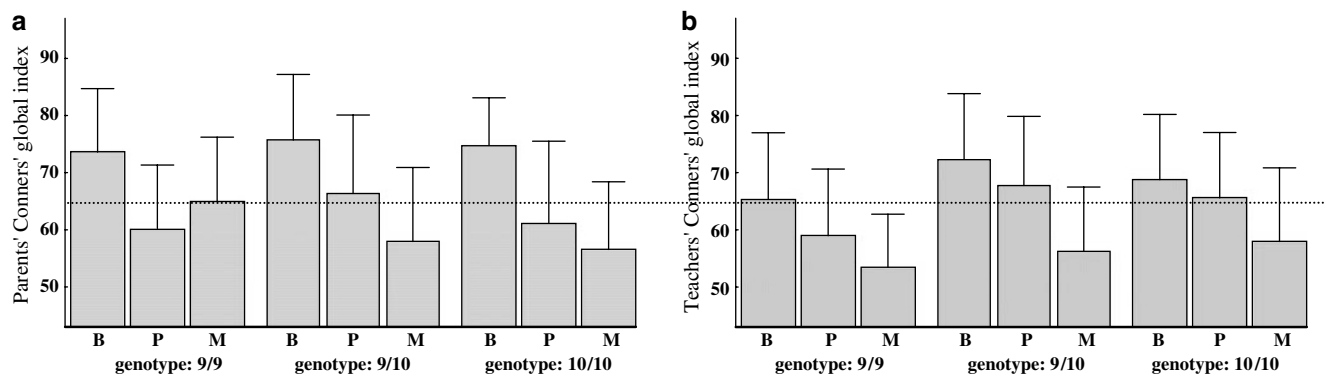 a
Parents' Conners' global index
90
80
70
60
50
B P M B P M B P M
genotype: 9/9 genotype: 9/10 genotype: 10/10
b
Teachers' Conners' global index
90
80
70
60
50
B P M B P M B P M
genotype: 9/9 genotype: 9/10 genotype: 10/10